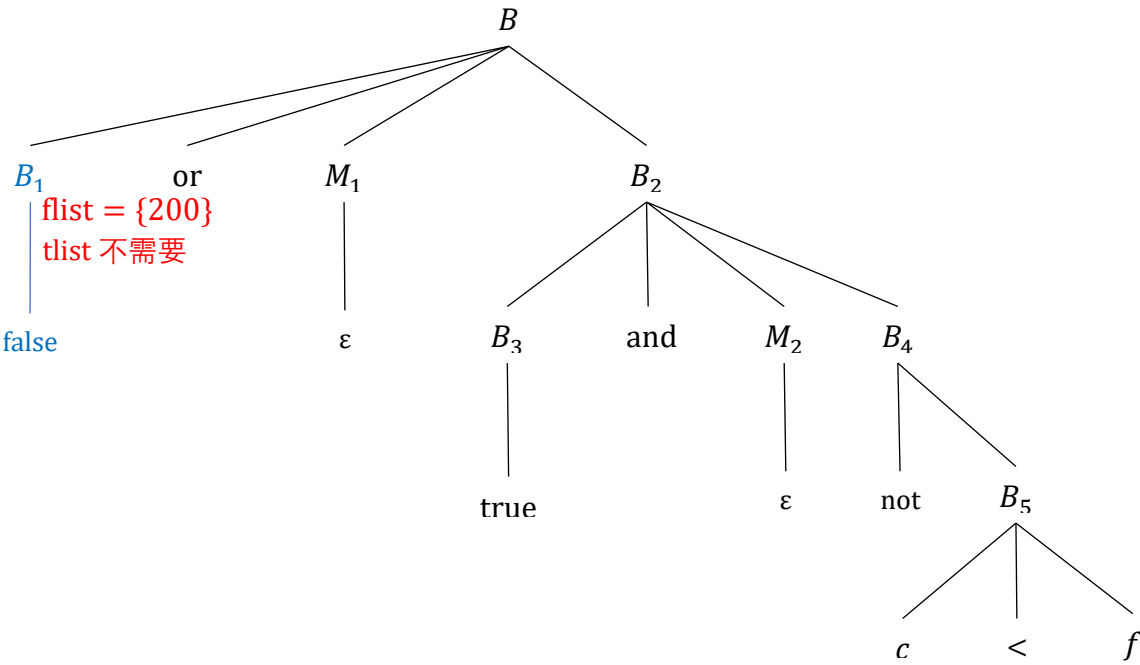 B
B₁ or M₁ B₂
flist = {200}
tlist 不需要
false ε B₃ and M₂ B₄
true ε not B₅
c < f